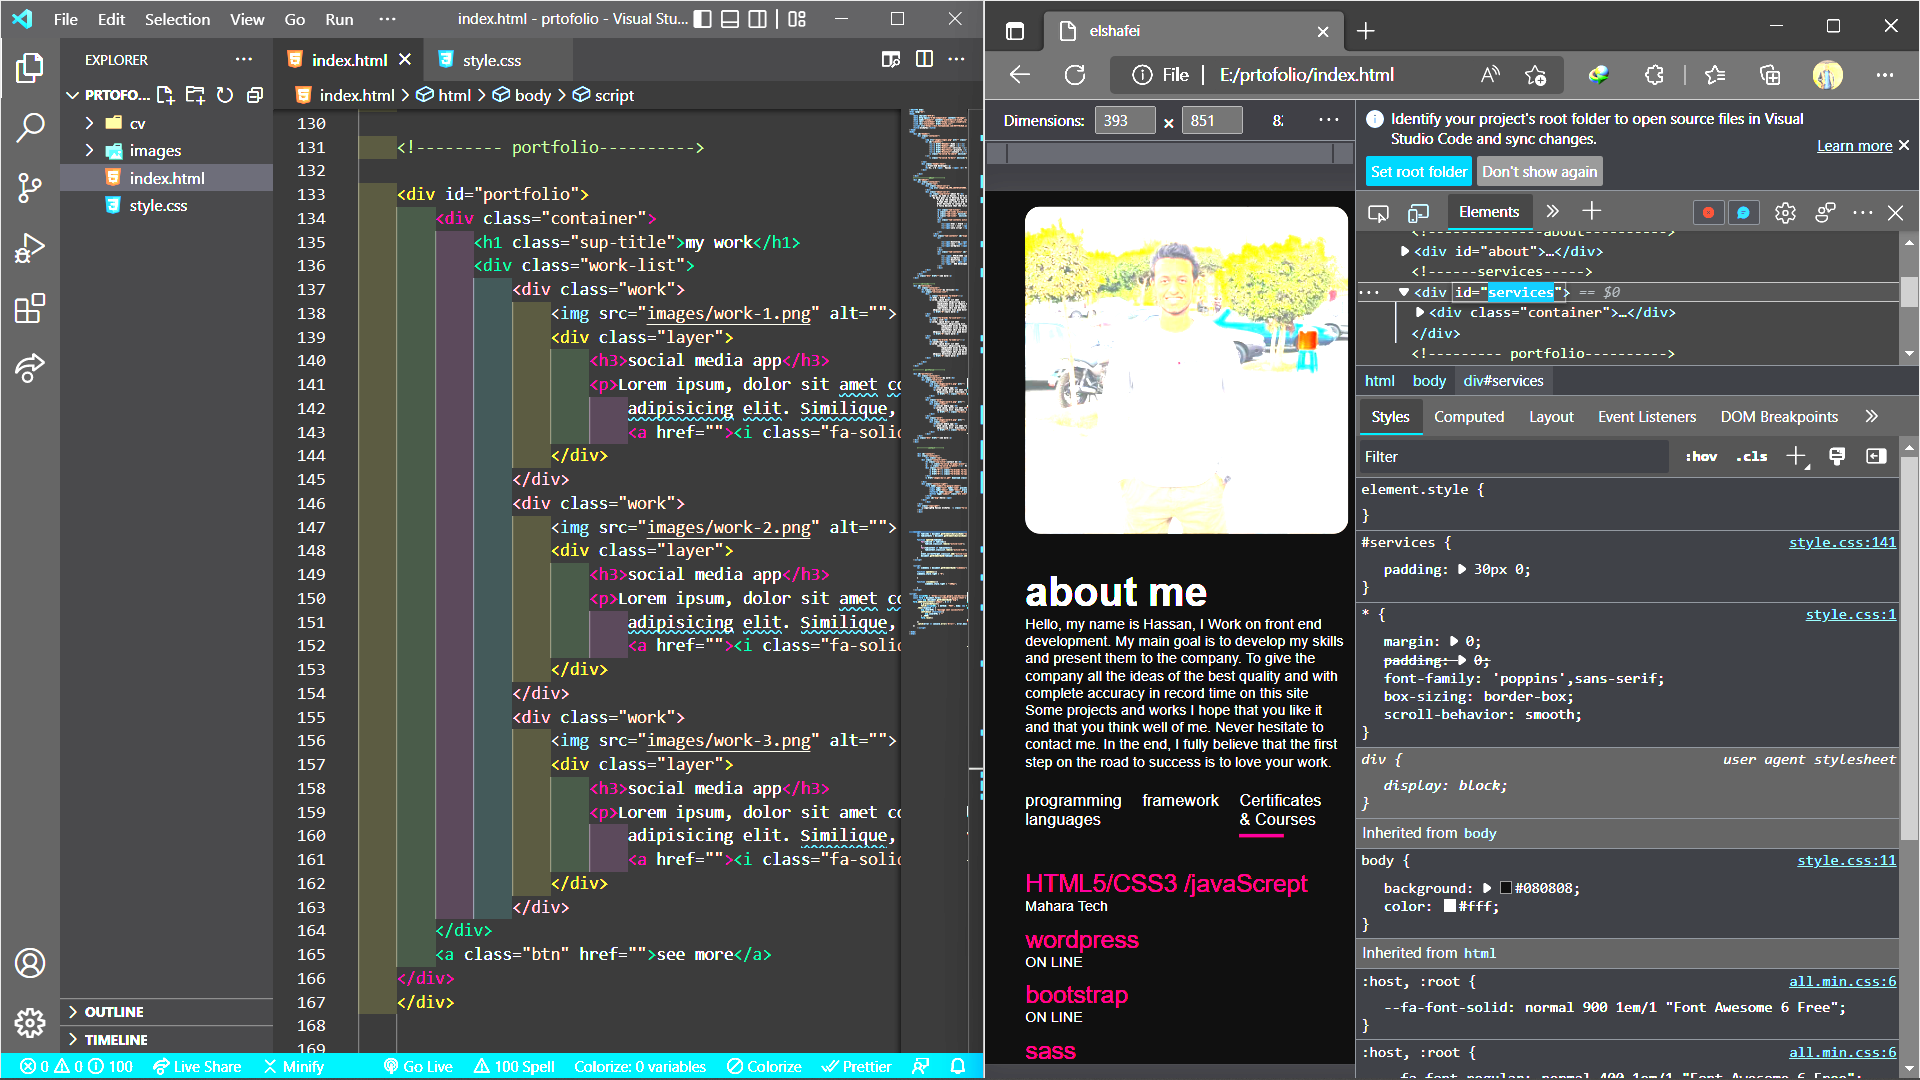 File Edit Selection View Go Run ···
index.html - prtofolio - Visual Stu...
EXPLORER ···
PRTOFO...
cv
images
index.html
style.css
OUTLINE
TIMELINE
index.html style.css
index.html > html > body > script
130
131 <!--------- portfolio---------->
132
133 <div id="portfolio">
134 <div class="container">
135 <h1 class="sup-title">my work</h1>
136 <div class="work-list">
137 <div class="work">
138 <img src="images/work-1.png" alt="">
139 <div class="layer">
140 <h3>social media app</h3>
141 <p>Lorem ipsum, dolor sit amet co
142 adipisicing elit. Similique,
143 <a href=""><i class="fa-solid
144 </div>
145 </div>
146 <div class="work">
147 <img src="images/work-2.png" alt="">
148 <div class="layer">
149 <h3>social media app</h3>
150 <p>Lorem ipsum, dolor sit amet co
151 adipisicing elit. Similique,
152 <a href=""><i class="fa-solid
153 </div>
154 </div>
155 <div class="work">
156 <img src="images/work-3.png" alt="">
157 <div class="layer">
158 <h3>social media app</h3>
159 <p>Lorem ipsum, dolor sit amet co
160 adipisicing elit. Similique,
161 <a href=""><i class="fa-solid
162 </div>
163 </div>
164 </div>
165 <a class="btn" href="">see more</a>
166 </div>
167 </div>
168
169
0 0 100 Live Share Minify Go Live 100 Spell Colorize: 0 variables Colorize Prettier
elshafei
File | E:/prtofolio/index.html
Dimensions: 393 × 851 ···
about me
Hello, my name is Hassan, I Work on front end
development. My main goal is to develop my skills
and present them to the company. To give the
company all the ideas of the best quality and with
complete accuracy in record time on this site
Some projects and works I hope that you like it
and that you think well of me. Never hesitate to
contact me. In the end, I fully believe that the first
step on the road to success is to love your work.
programming languages
framework
Certificates & Courses
HTML5/CSS3 /javaScrept
Mahara Tech
wordpress
ON LINE
bootstrap
ON LINE
sass
Identify your project's root folder to open source files in Visual
Studio Code and sync changes.
Learn more
Set root folder Don't show again
Elements
<!-------------about---------->
<div id="about">…</div>
<!------services----->
<div id="services"> == $0
<div class="container">…</div>
</div>
<!--------- portfolio---------->
html body div#services
Styles Computed Layout Event Listeners DOM Breakpoints
Filter :hov .cls
element.style {
}
#services { style.css:141
padding: 30px 0;
}
* { style.css:1
margin: 0;
padding: 0;
font-family: 'poppins',sans-serif;
box-sizing: border-box;
scroll-behavior: smooth;
}
div { user agent stylesheet
display: block;
}
Inherited from body
body { style.css:11
background: #080808;
color: #fff;
}
Inherited from html
:host, :root { all.min.css:6
--fa-font-solid: normal 900 1em/1 "Font Awesome 6 Free";
}
:host, :root { all.min.css:6
--fa-font-regular: normal 400 1em/1 "Font Awesome 6 Free";